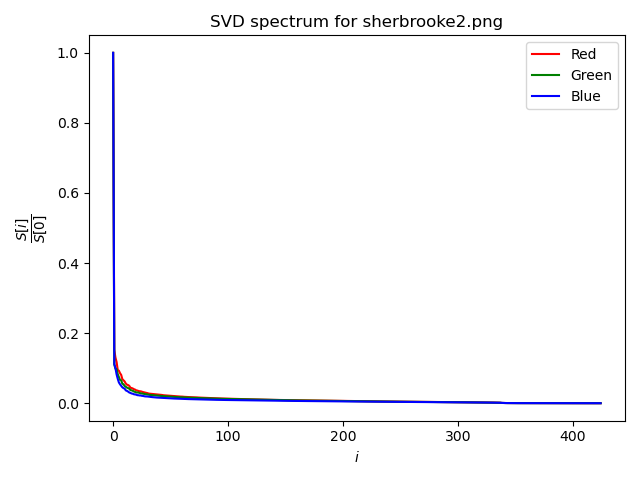 SVD spectrum for sherbrooke2.png
1.0
0.8
0.6
0.4
0.2
0.0
S[i]
S[0]
Red
Green
Blue
0 100 200 300 400
i